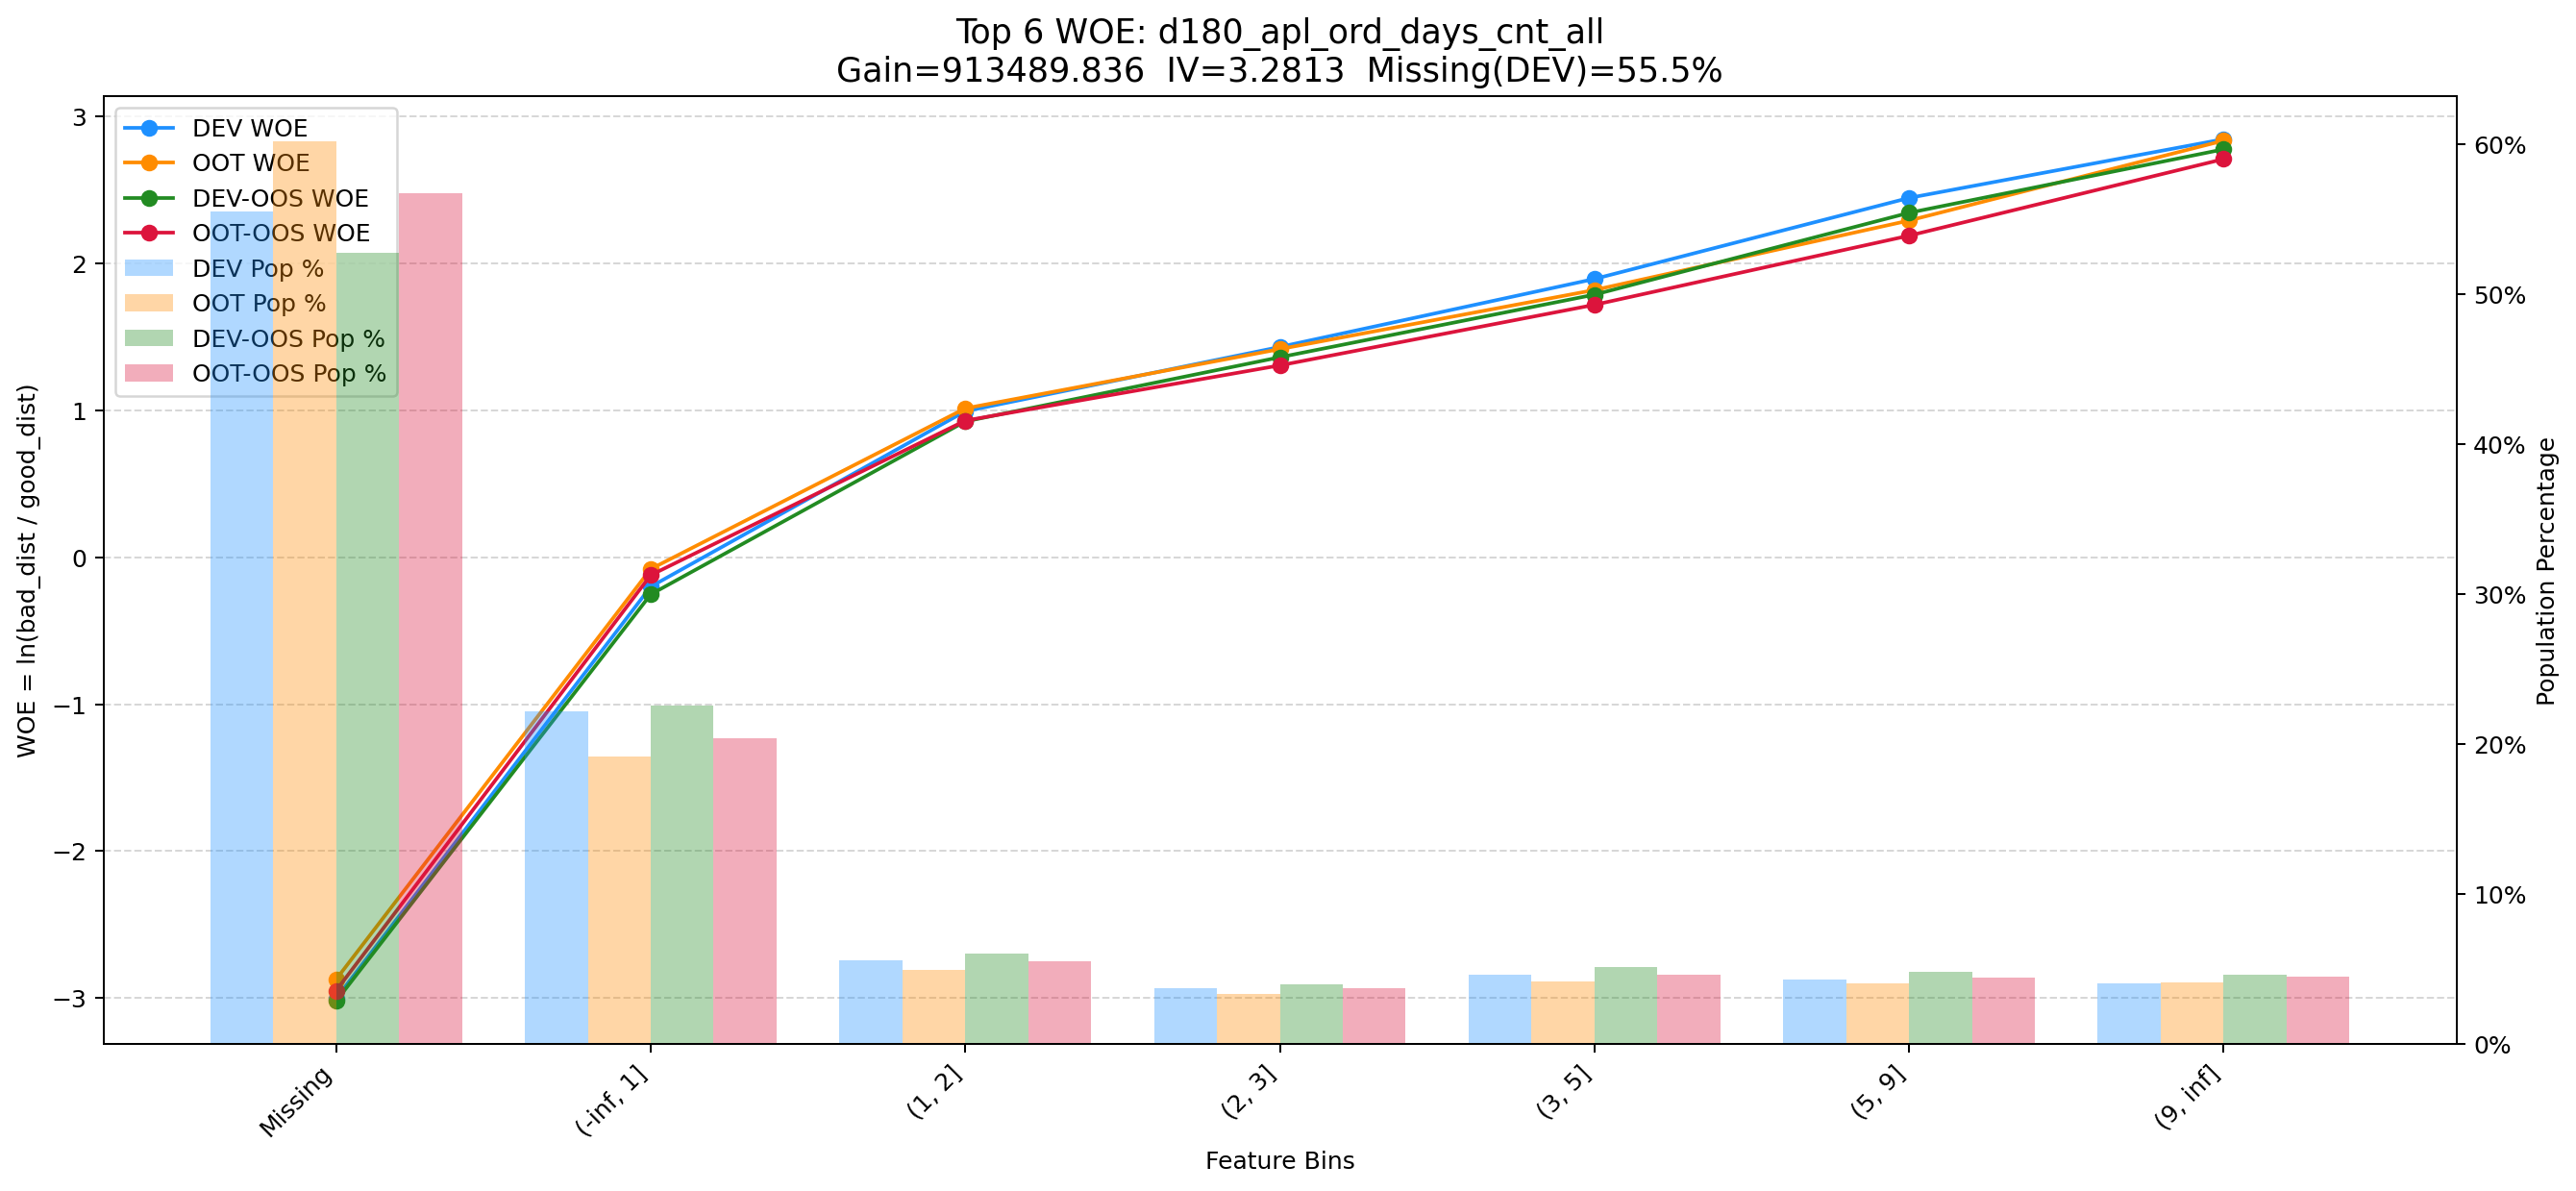 Top 6 WOE: d180_apl_ord_days_cnt_all
Gain=913489.836  IV=3.2813  Missing(DEV)=55.5%
DEV WOE
OOT WOE
DEV-OOS WOE
OOT-OOS WOE
DEV Pop %
OOT Pop %
DEV-OOS Pop %
OOT-OOS Pop %
WOE = ln(bad_dist / good_dist)
3
2
1
0
−1
−2
−3
60%
50%
40%
30%
20%
10%
0%
Population Percentage
Missing
(-inf, 1]
(1, 2]
(2, 3]
(3, 5]
(5, 9]
(9, inf]
Feature Bins